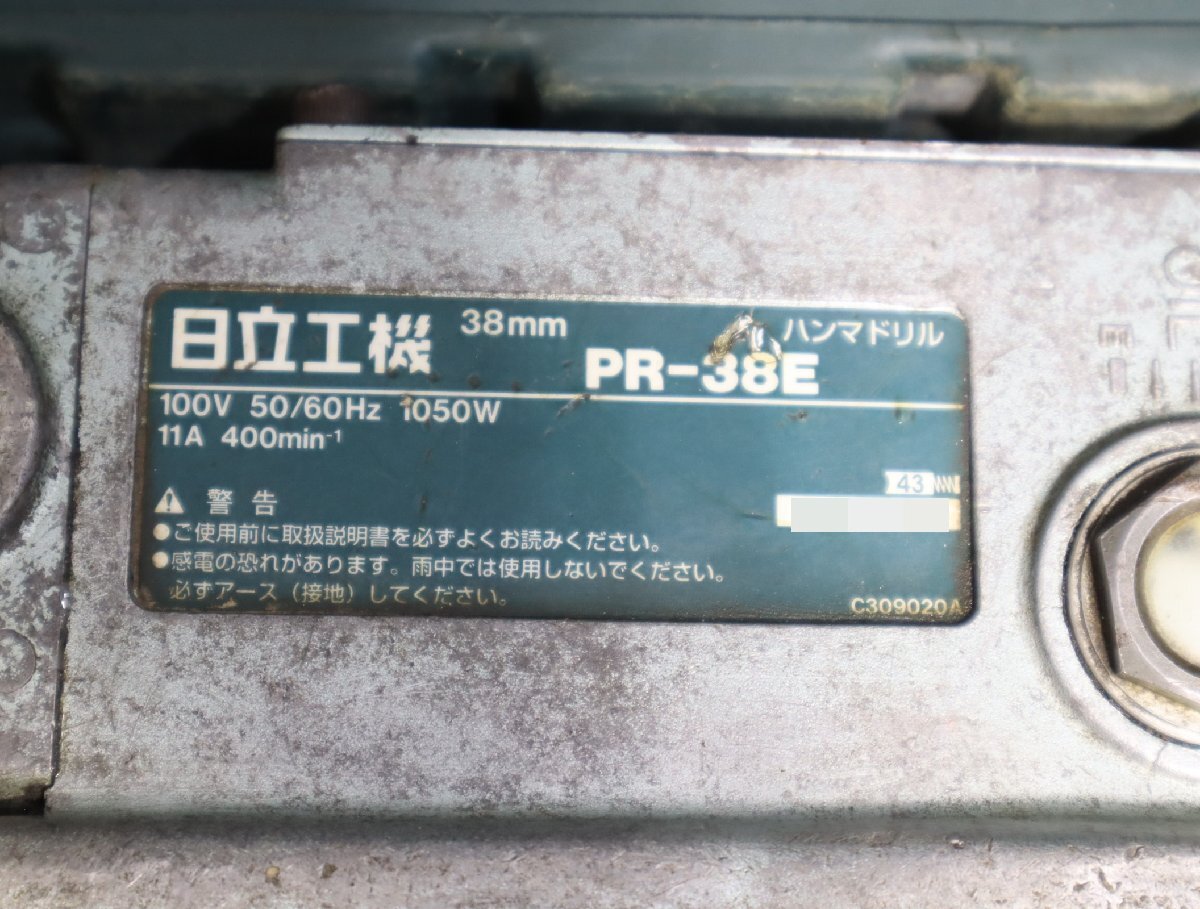 日立工機 38mm ハンマドリル
PR-38E
100V 50/60Hz 1050W
11A 400min⁻¹
43
⚠ 警告
●ご使用前に取扱説明書を必ずよくお読みください。
●感電の恐れがあります。雨中では使用しないでください。
必ずアース(接地)してください。
C309020A
OIL